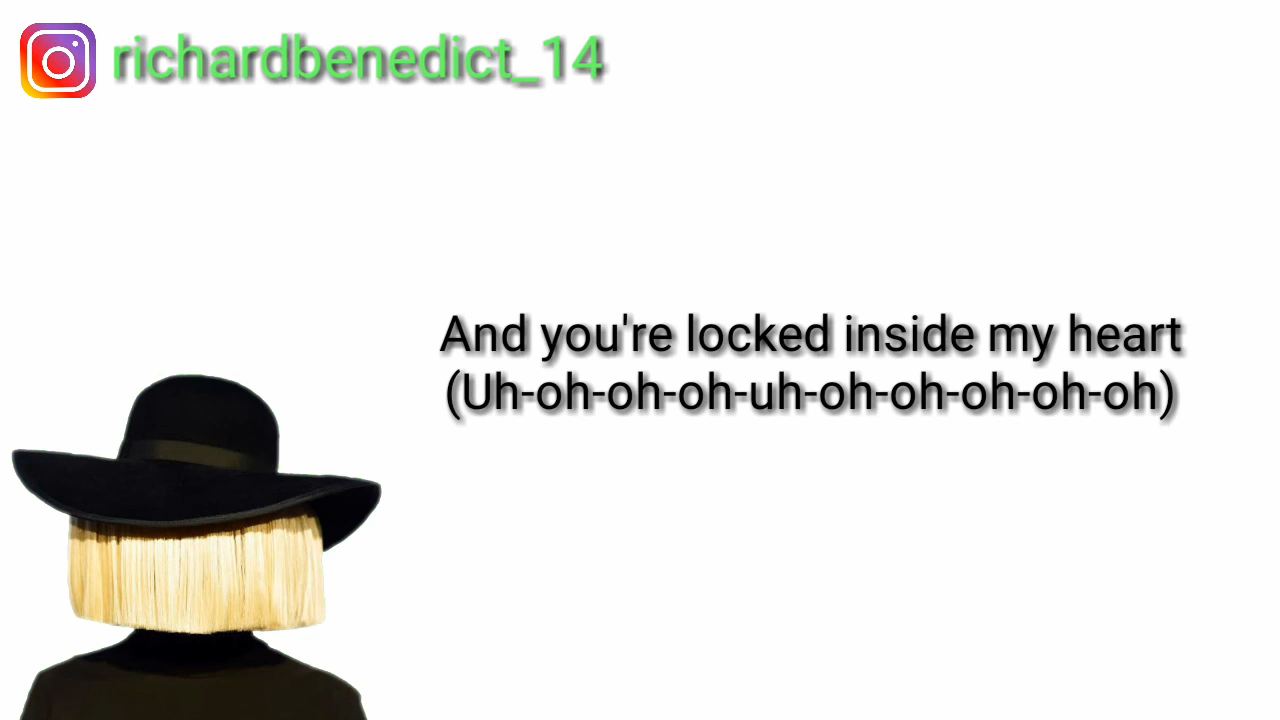 richardbenedict_14
And you're locked inside my heart
(Uh-oh-oh-oh-uh-oh-oh-oh-oh-oh)